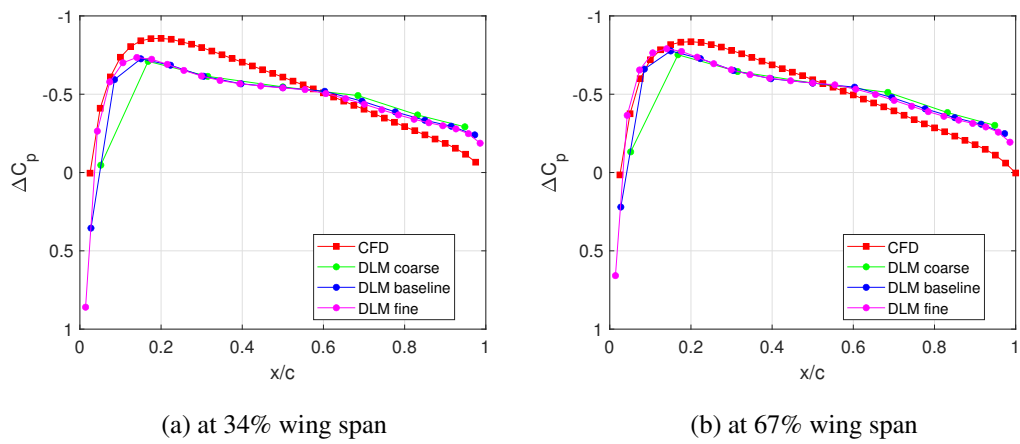 -1
-0.5
0
0.5
1
ΔCp
0 0.2 0.4 0.6 0.8 1
x/c
CFD
DLM coarse
DLM baseline
DLM fine
(a) at 34% wing span
-1
-0.5
0
0.5
1
ΔCp
0 0.2 0.4 0.6 0.8 1
x/c
CFD
DLM coarse
DLM baseline
DLM fine
(b) at 67% wing span